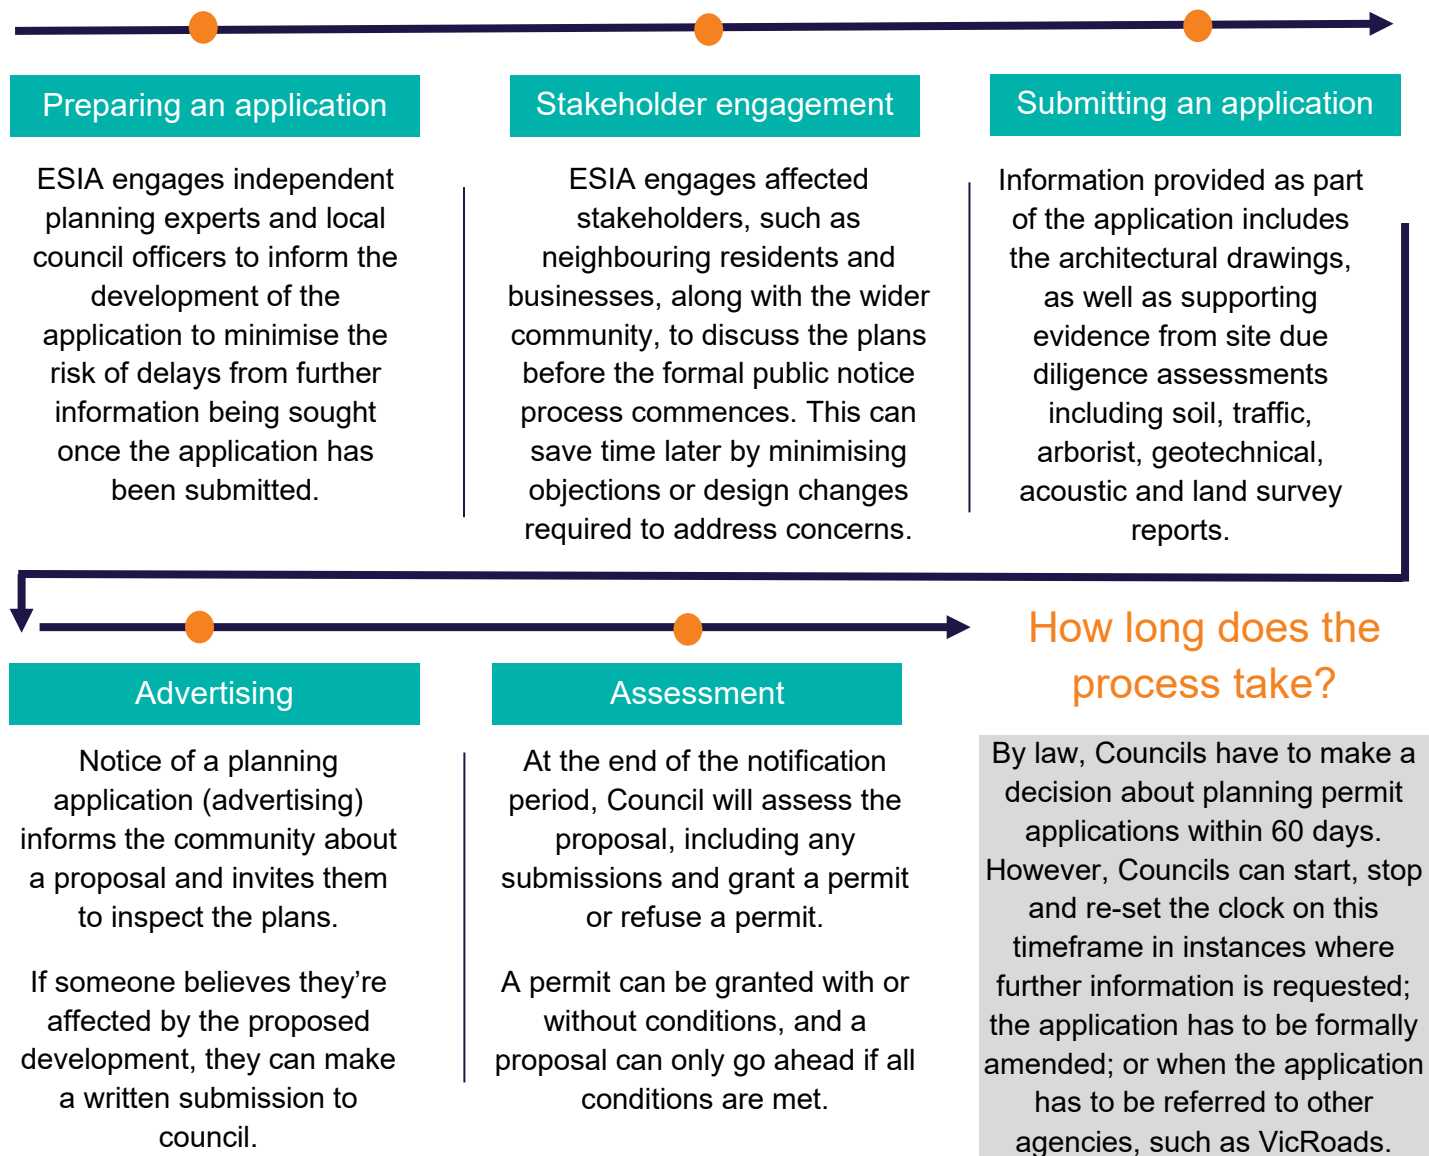 Preparing an application
ESIA engages independent
planning experts and local
council officers to inform the
development of the
application to minimise the
risk of delays from further
information being sought
once the application has
been submitted.
Stakeholder engagement
ESIA engages affected
stakeholders, such as
neighbouring residents and
businesses, along with the wider
community, to discuss the plans
before the formal public notice
process commences. This can
save time later by minimising
objections or design changes
required to address concerns.
Submitting an application
Information provided as part
of the application includes
the architectural drawings,
as well as supporting
evidence from site due
diligence assessments
including soil, traffic,
arborist, geotechnical,
acoustic and land survey
reports.
Advertising
Notice of a planning
application (advertising)
informs the community about
a proposal and invites them
to inspect the plans.
If someone believes they’re
affected by the proposed
development, they can make
a written submission to
council.
Assessment
At the end of the notification
period, Council will assess the
proposal, including any
submissions and grant a permit
or refuse a permit.
A permit can be granted with or
without conditions, and a
proposal can only go ahead if all
conditions are met.
How long does the
process take?
By law, Councils have to make a
decision about planning permit
applications within 60 days.
However, Councils can start, stop
and re-set the clock on this
timeframe in instances where
further information is requested;
the application has to be formally
amended; or when the application
has to be referred to other
agencies, such as VicRoads.